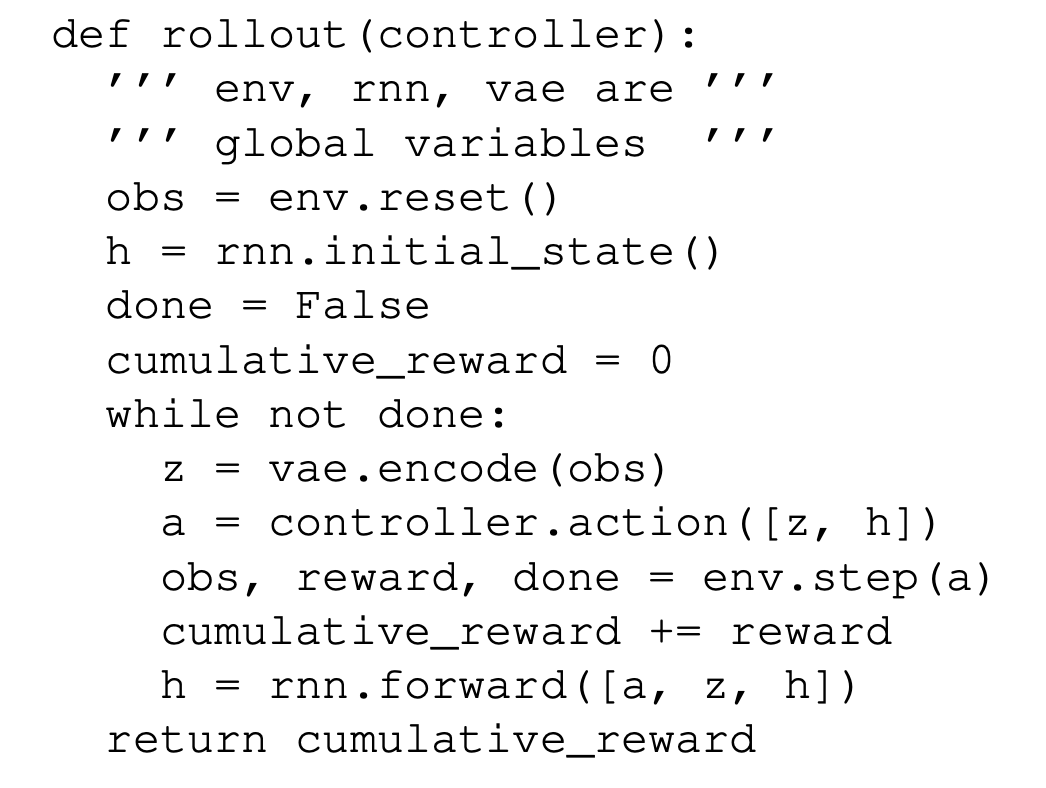 def rollout(controller):
  ''' env, rnn, vae are '''
  ''' global variables  '''
  obs = env.reset()
  h = rnn.initial_state()
  done = False
  cumulative_reward = 0
  while not done:
    z = vae.encode(obs)
    a = controller.action([z, h])
    obs, reward, done = env.step(a)
    cumulative_reward += reward
    h = rnn.forward([a, z, h])
  return cumulative_reward